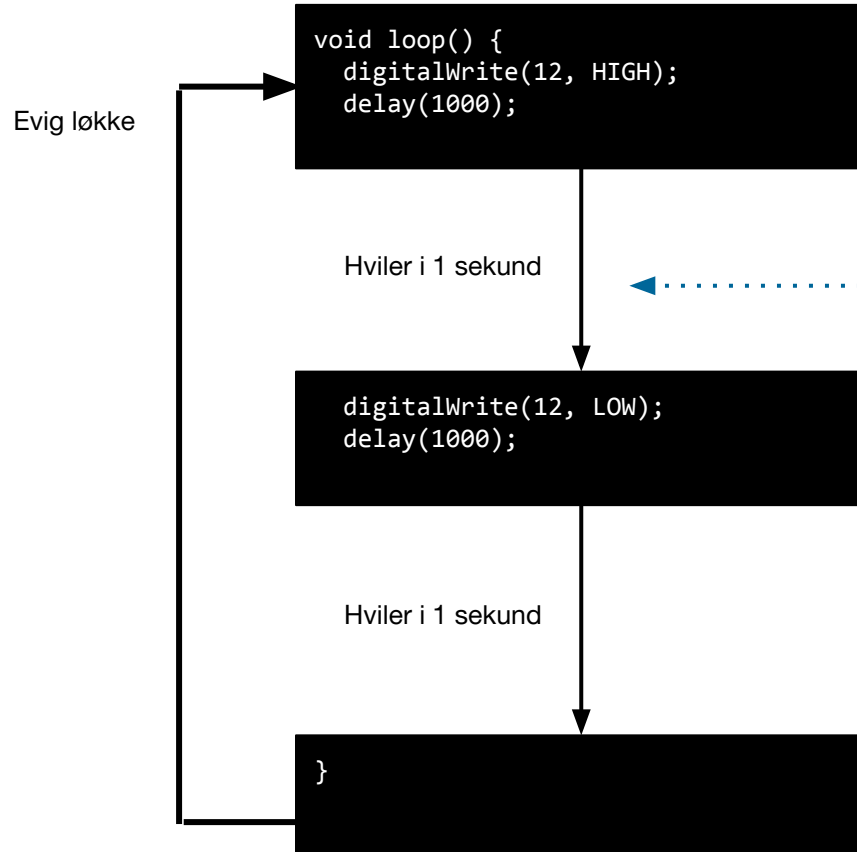 void loop() {
digitalWrite(12, HIGH);
delay(1000);
Evig løkke
Hviler i 1 sekund
digitalWrite(12, LOW);
delay(1000);
Hviler i 1 sekund
}